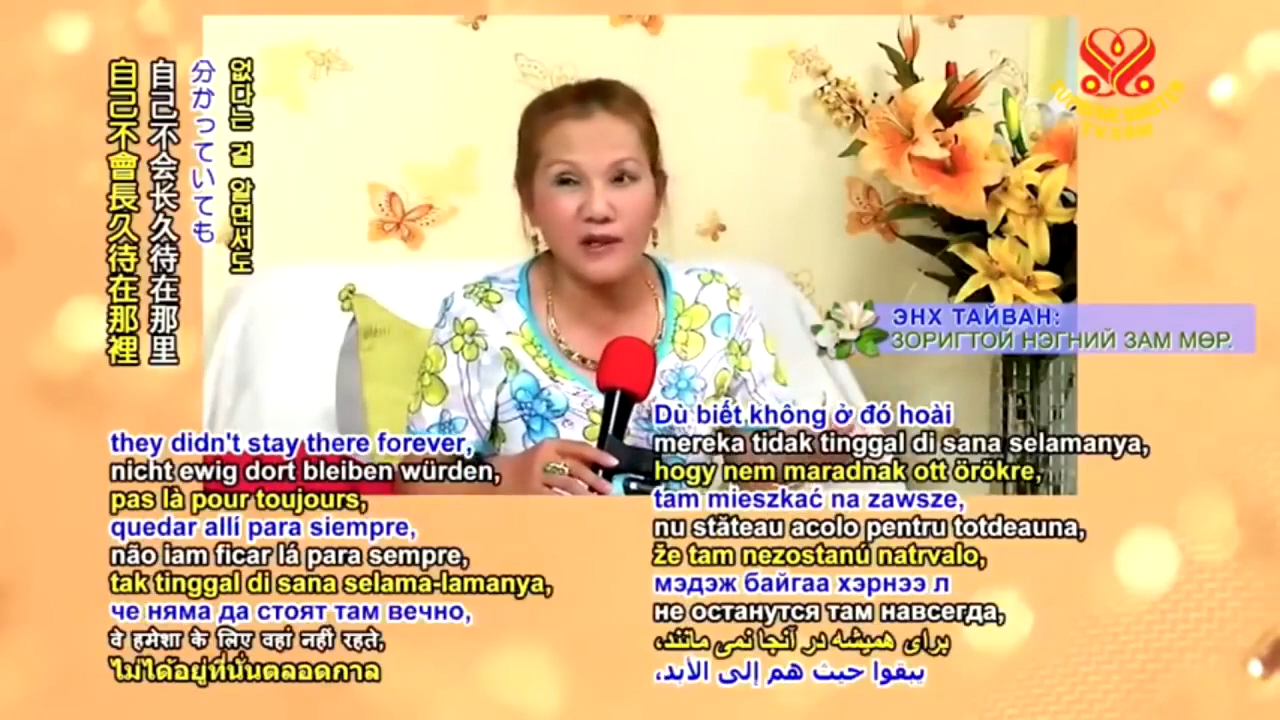 自己不會長久待在那裡
自己不会长久待在那里
分かっていても
없다는 걸 알면서도
ЭНХ ТАЙВАН:
ЗОРИГТОЙ НЭГНИЙ ЗАМ МӨР.
they didn't stay there forever,
nicht ewig dort bleiben würden,
pas là pour toujours,
quedar allí para siempre,
não iam ficar lá para sempre,
tak tinggal di sana selama-lamanya,
че няма да стоят там вечно,
वे हमेशा के लिए वहां नहीं रहते,
ไม่ได้อยู่ที่นั่นตลอดกาล
Dù biết không ở đó hoài
mereka tidak tinggal di sana selamanya,
hogy nem maradnak ott örökre,
tam mieszkać na zawsze,
nu stăteau acolo pentru totdeauna,
že tam nezostanú natrvalo,
мэдэж байгаа хэрнээ л
не останутся там навсегда,
برای همیشه در آنجا نمی مانند،
يبقوا حيث هم إلى الأبد،